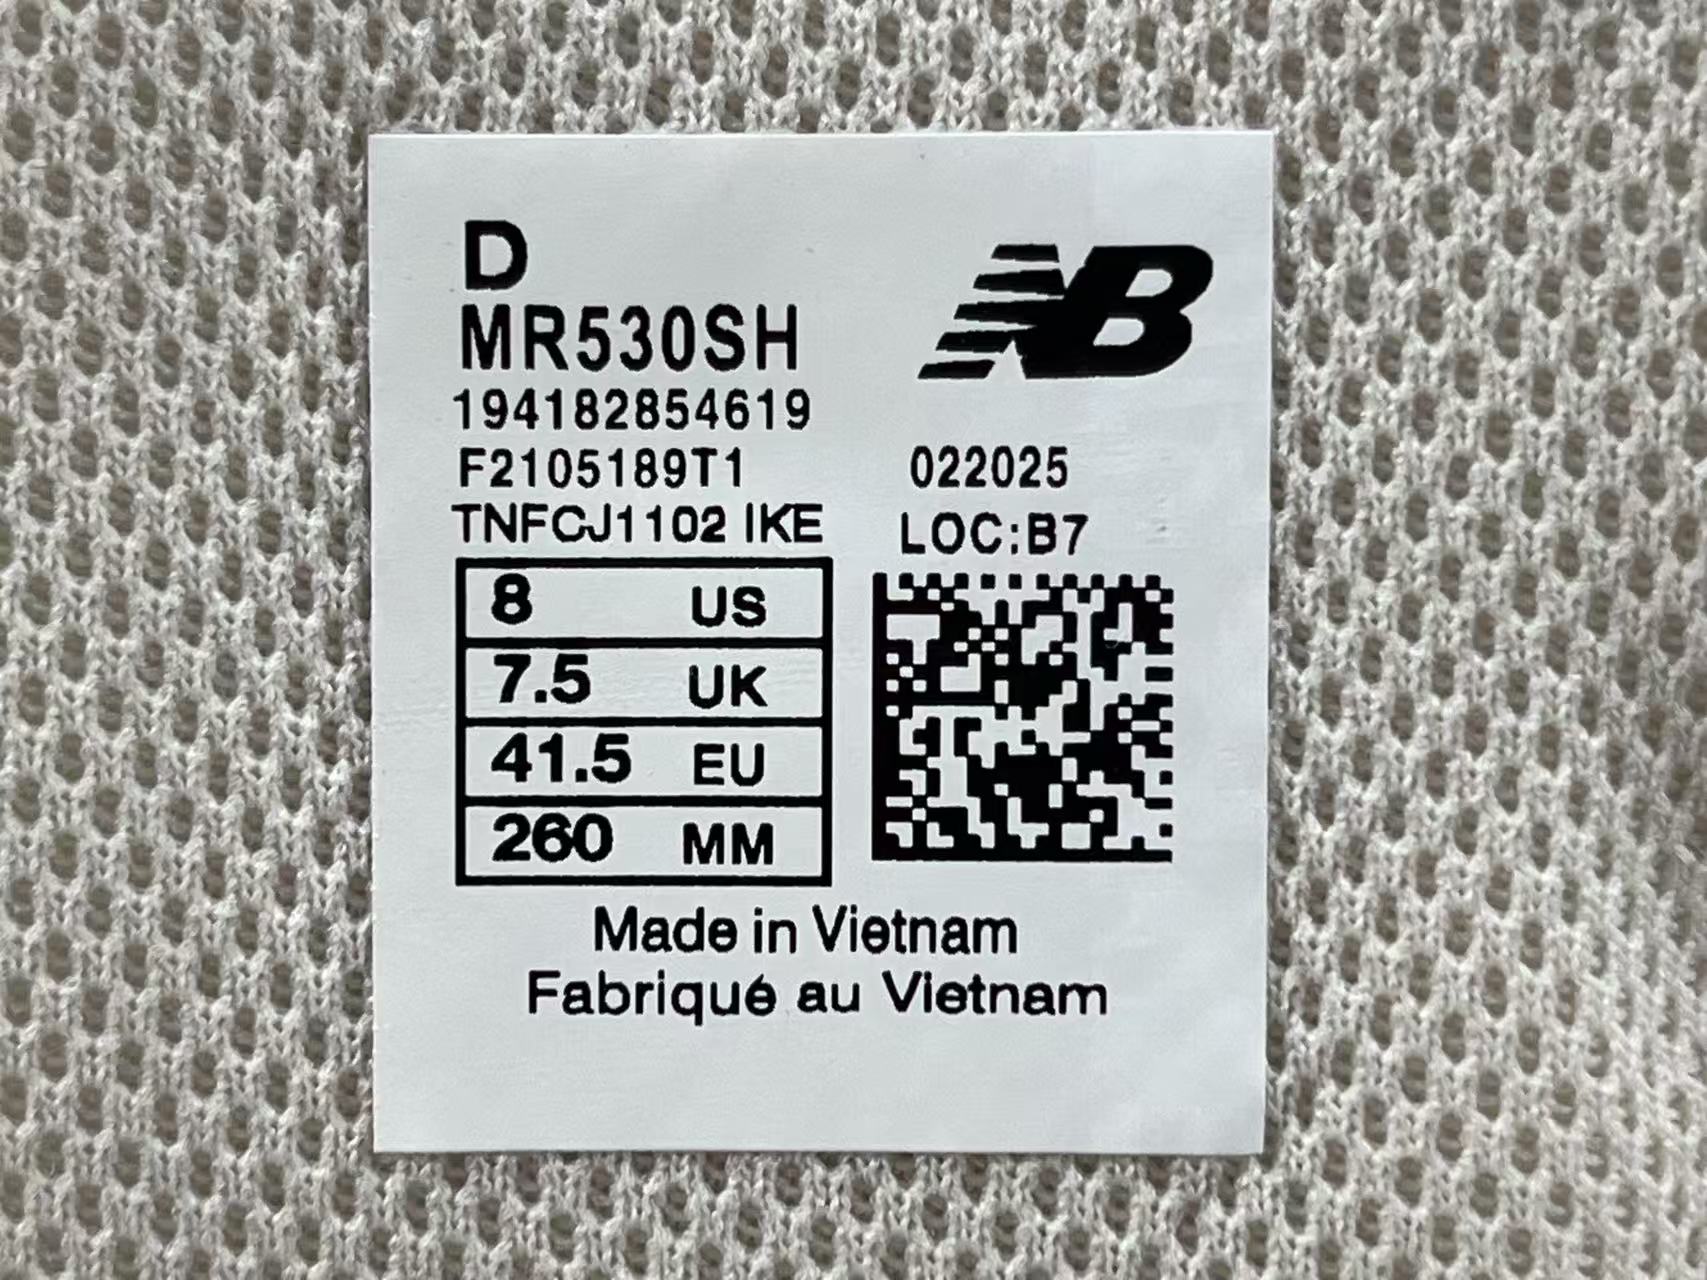 D
NB
MR530SH
194182854619
F2105189T1 022025
TNFCJ1102 IKE LOC:B7
8 US
7.5 UK
41.5 EU
260 MM
Made in Vietnam
Fabriqué au Vietnam